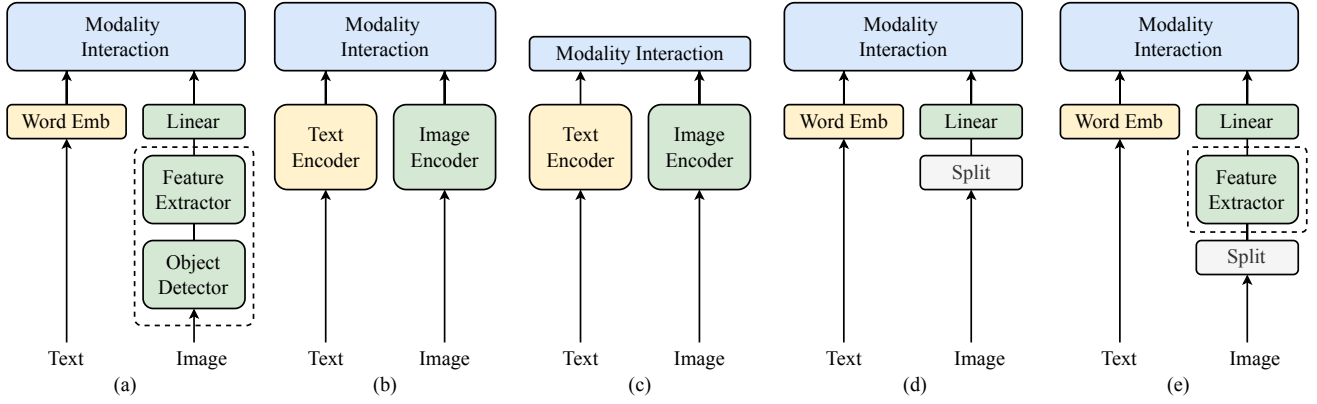 Modality
Interaction
Word Emb
Linear
Feature
Extractor
Object
Detector
Text
Image
(a)
Modality
Interaction
Text
Encoder
Image
Encoder
Text
Image
(b)
Modality Interaction
Text
Encoder
Image
Encoder
Text
Image
(c)
Modality
Interaction
Word Emb
Linear
Split
Text
Image
(d)
Modality
Interaction
Word Emb
Linear
Feature
Extractor
Split
Text
Image
(e)